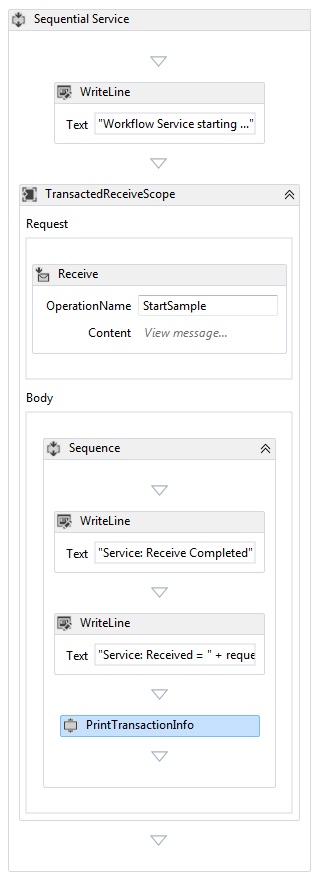 Sequential Service
WriteLine
Text "Workflow Service starting ..."
TransactedReceiveScope
Request
Receive
OperationName StartSample
Content View message...
Body
Sequence
WriteLine
Text "Service: Receive Completed"
WriteLine
Text "Service: Received = " + reque
PrintTransactionInfo